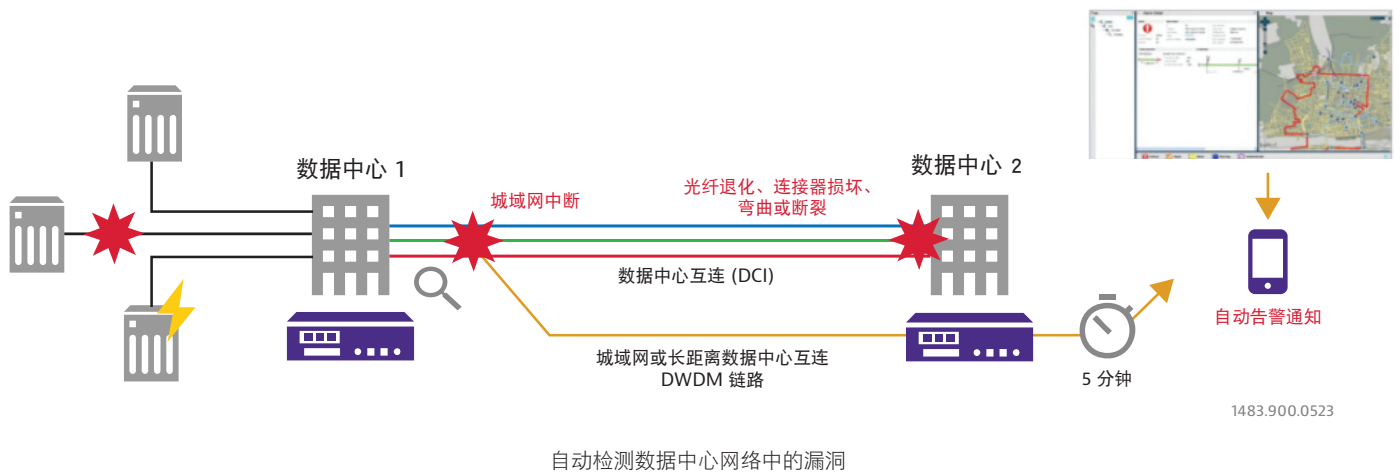 数据中心 1
城域网中断
光纤退化、连接器损坏、
弯曲或断裂
数据中心 2
数据中心互连 (DCI)
城域网或长距离数据中心互连
DWDM 链路
5 分钟
自动告警通知
1483.900.0523
自动检测数据中心网络中的漏洞